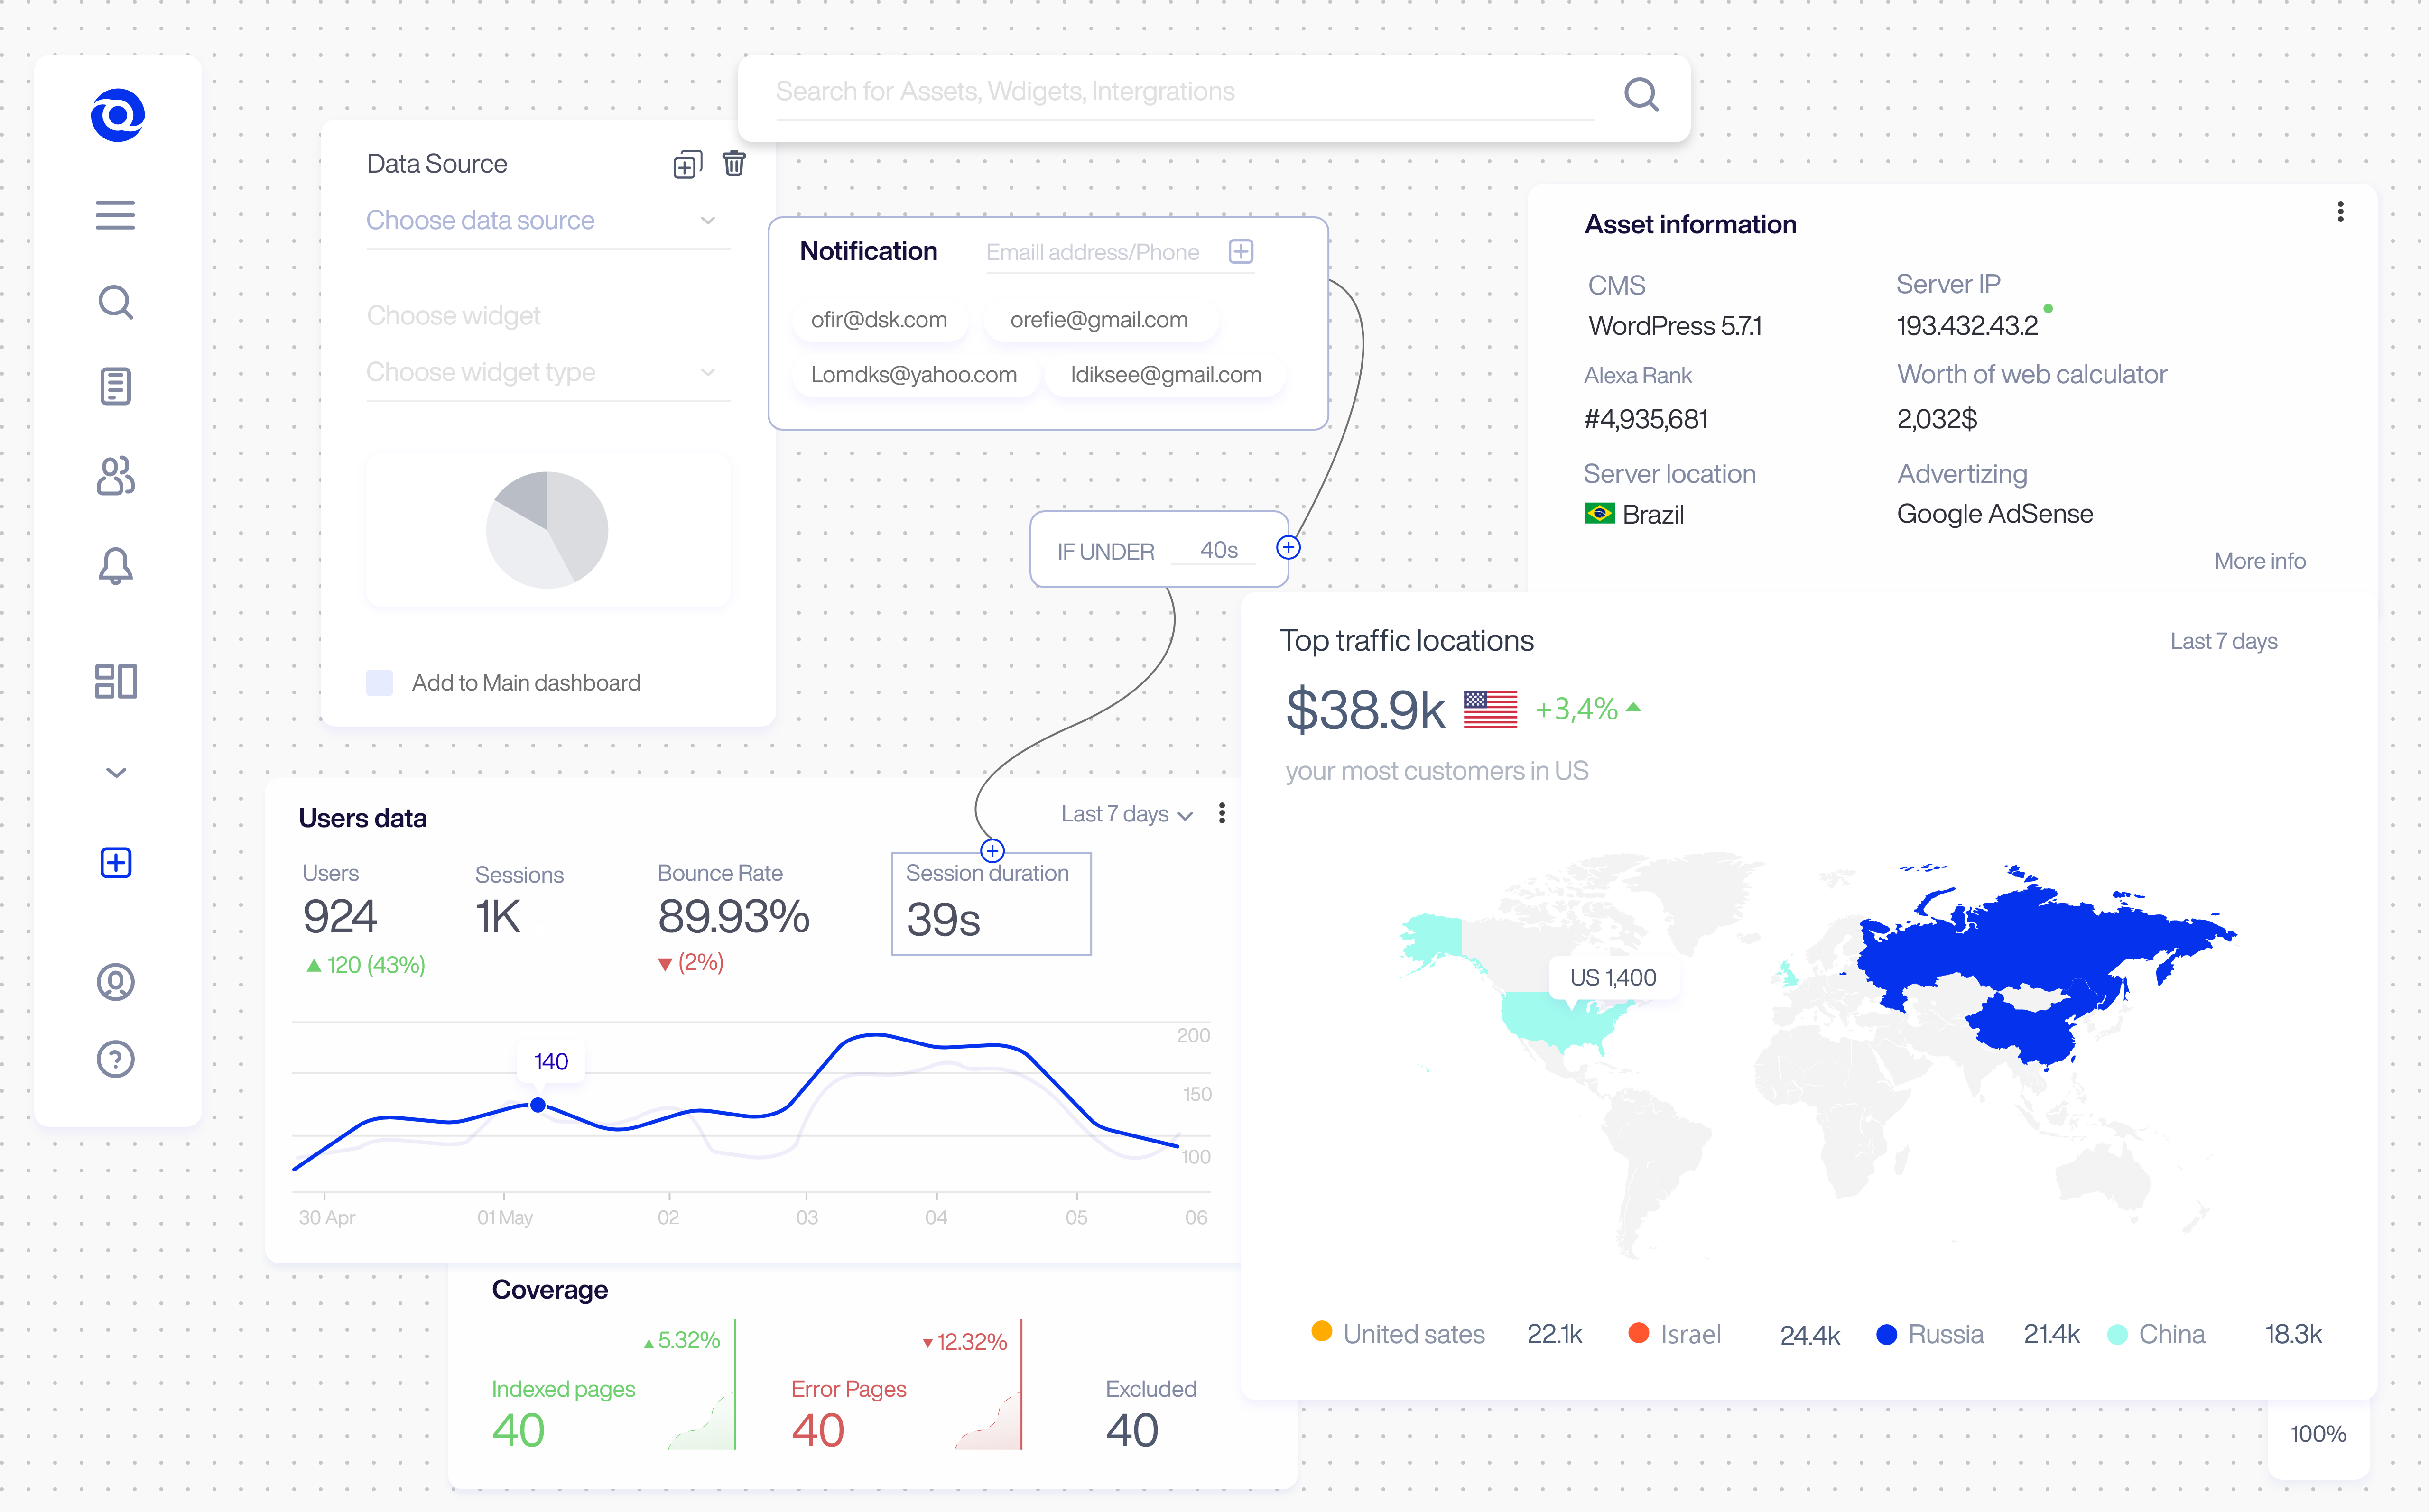 Search for Assets, Wdigets, Intergrations
Data Source
Choose data source
Choose widget
Choose widget type
Add to Main dashboard
Notification
Emaill address/Phone
ofir@dsk.com
orefie@gmail.com
Lomdks@yahoo.com
ldiksee@gmail.com
IF UNDER 40s
Asset information
CMS
WordPress 5.7.1
Server IP
193.432.43.2
Alexa Rank
#4,935,681
Worth of web calculator
2,032$
Server location
Brazil
Advertizing
Google AdSense
More info
Users data
Last 7 days
Users
924
120 (43%)
Sessions
1K
Bounce Rate
89.93%
(2%)
Session duration
39s
140
200
150
100
30 Apr
01 May
02
03
04
05
06
Top traffic locations
Last 7 days
$38.9k
+3,4%
your most customers in US
US 1,400
United sates 22.1k
Israel 24.4k
Russia 21.4k
China 18.3k
Coverage
5.32%
Indexed pages
40
12.32%
Error Pages
40
Excluded
40
100%